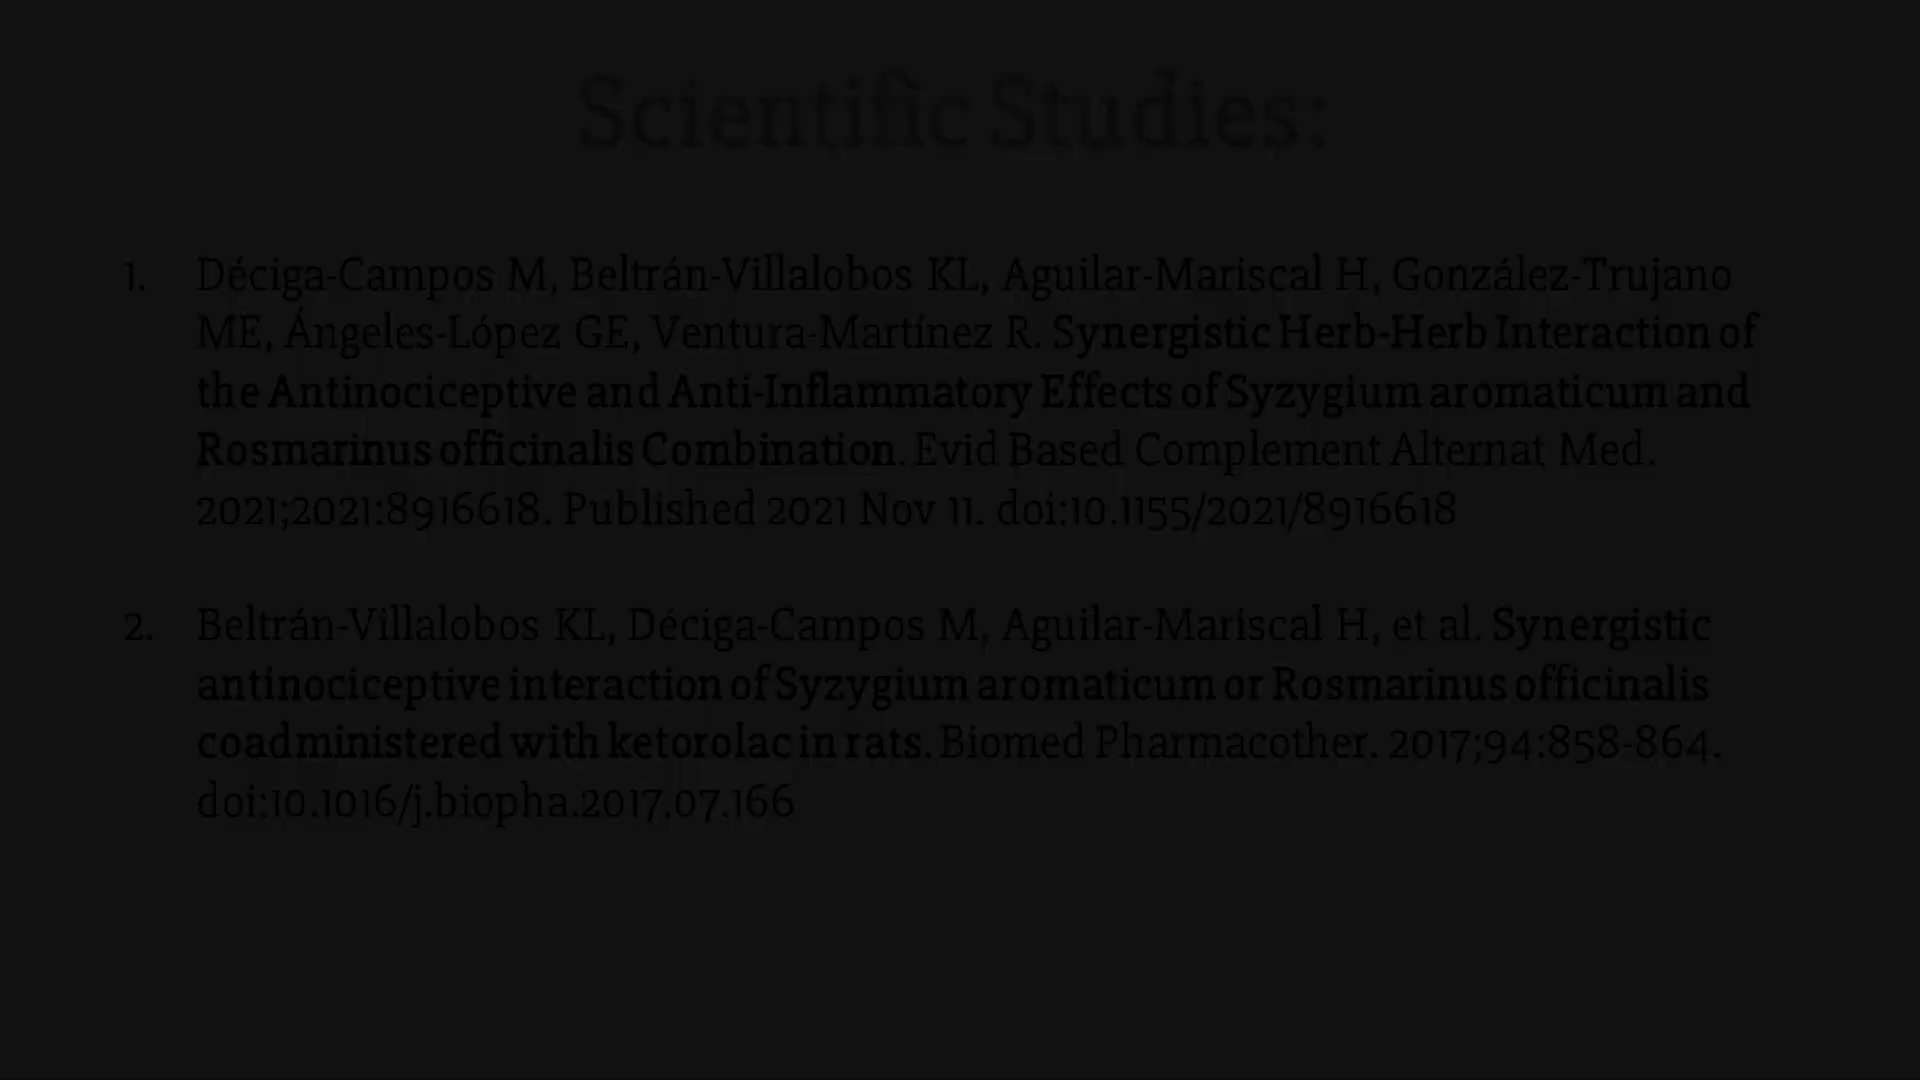 Scientific Studies:
1. Déciga-Campos M, Beltrán-Villalobos KL, Aguilar-Mariscal H, González-Trujano
ME, Ángeles-López GE, Ventura-Martínez R. Synergistic Herb-Herb Interaction of
the Antinociceptive and Anti-Inflammatory Effects of Syzygium aromaticum and
Rosmarinus officinalis Combination. Evid Based Complement Alternat Med.
2021;2021:8916618. Published 2021 Nov 11. doi:10.1155/2021/8916618
2. Beltrán-Villalobos KL, Déciga-Campos M, Aguilar-Mariscal H, et al. Synergistic
antinociceptive interaction of Syzygium aromaticum or Rosmarinus officinalis
coadministered with ketorolac in rats. Biomed Pharmacother. 2017;94:858-864.
doi:10.1016/j.biopha.2017.07.166